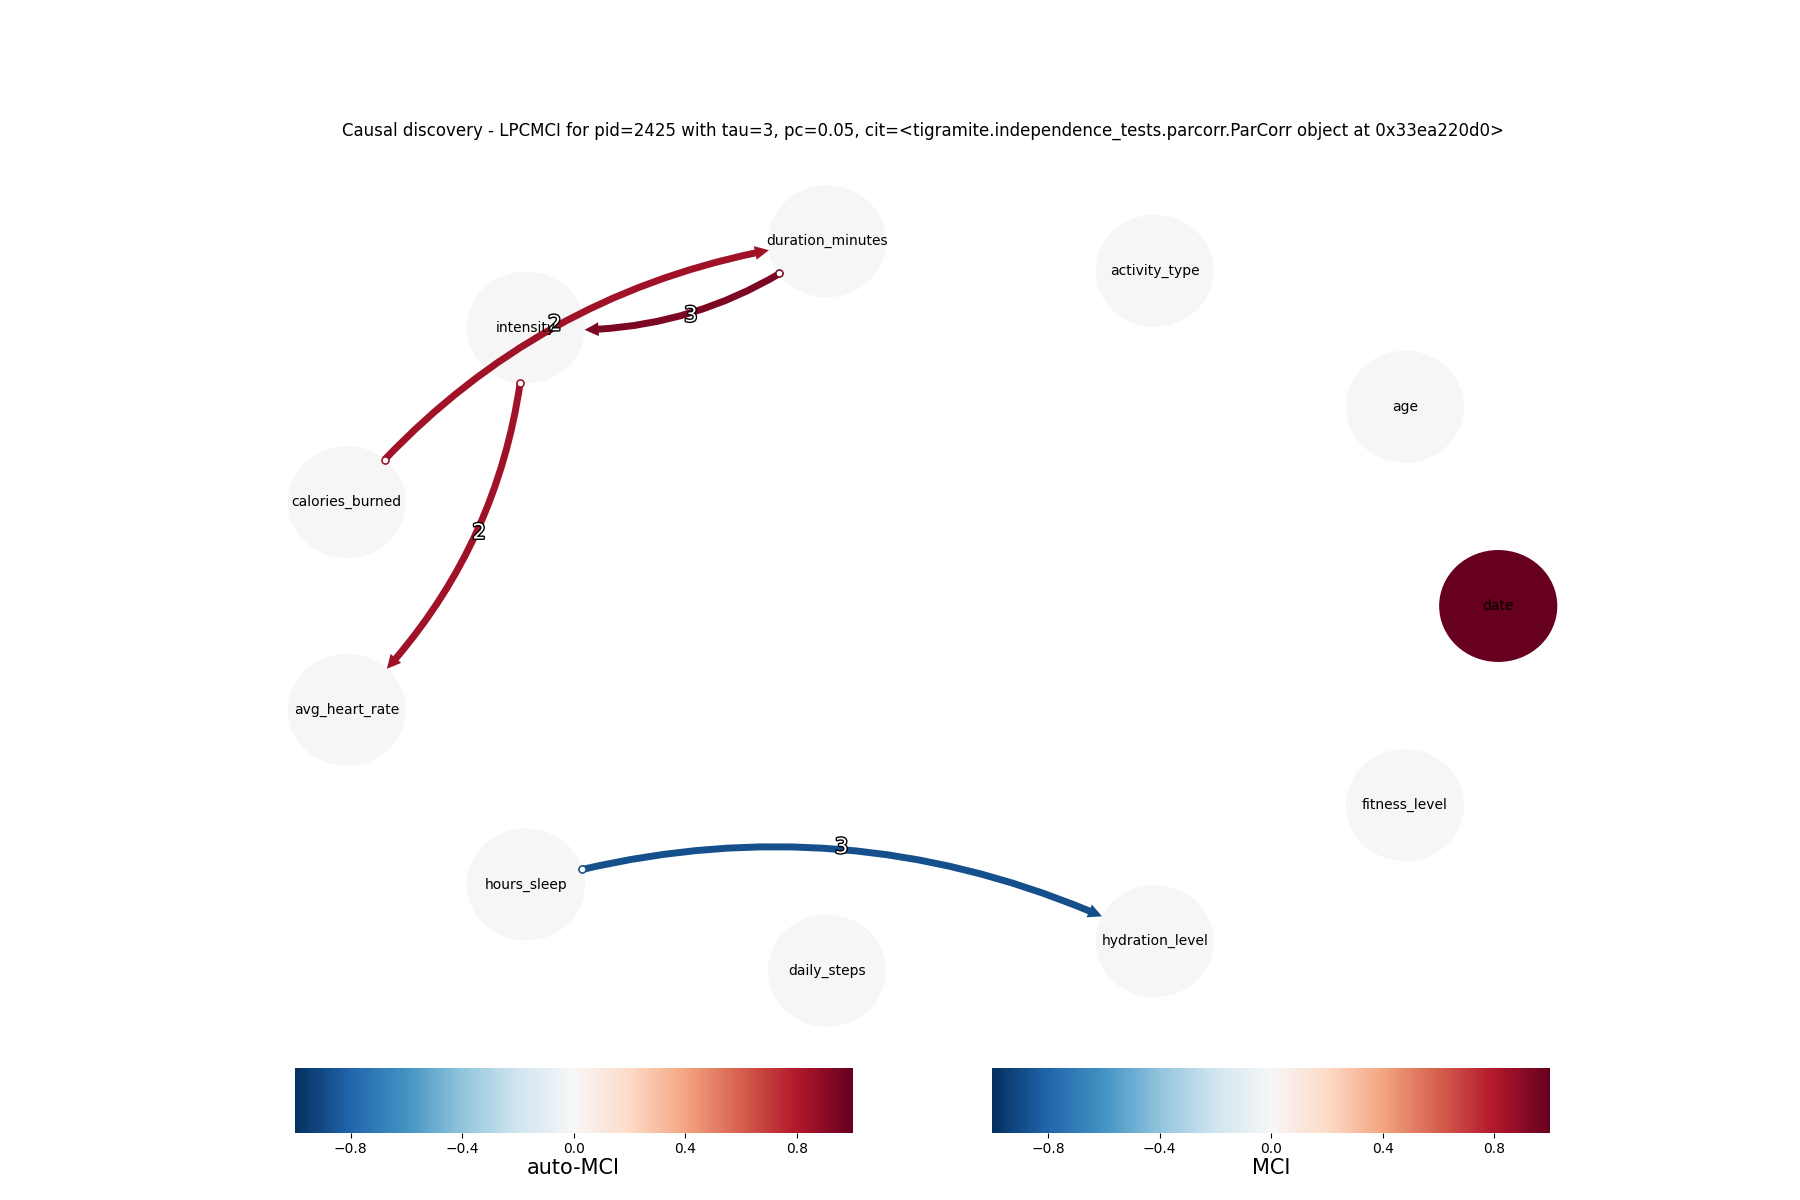 Causal discovery - LPCMCI for pid=2425 with tau=3, pc=0.05, cit=<tigramite.independence_tests.parcorr.ParCorr object at 0x33ea220d0>
duration_minutes
activity_type
3
2
intensity
age
calories_burned
2
date
avg_heart_rate
fitness_level
3
hours_sleep
hydration_level
daily_steps
−0.8 −0.4 0.0 0.4 0.8
auto-MCI
−0.8 −0.4 0.0 0.4 0.8
MCI